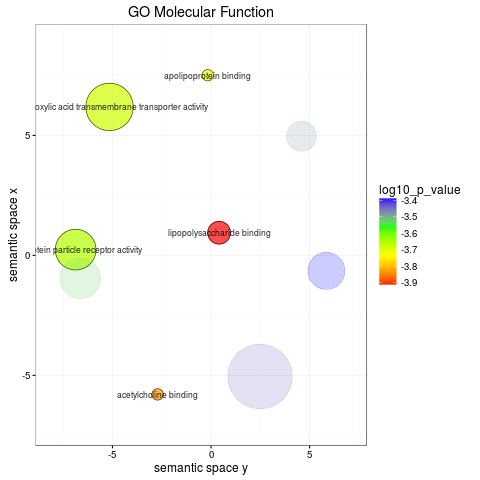 GO Molecular Function
apolipoprotein binding
oxylic acid transmembrane transporter activity
lipopolysaccharide binding
tein particle receptor activity
acetylcholine binding
5
0
-5
-5
0
5
semantic space x
semantic space y
log10_p_value
-3.4
-3.5
-3.6
-3.7
-3.8
-3.9